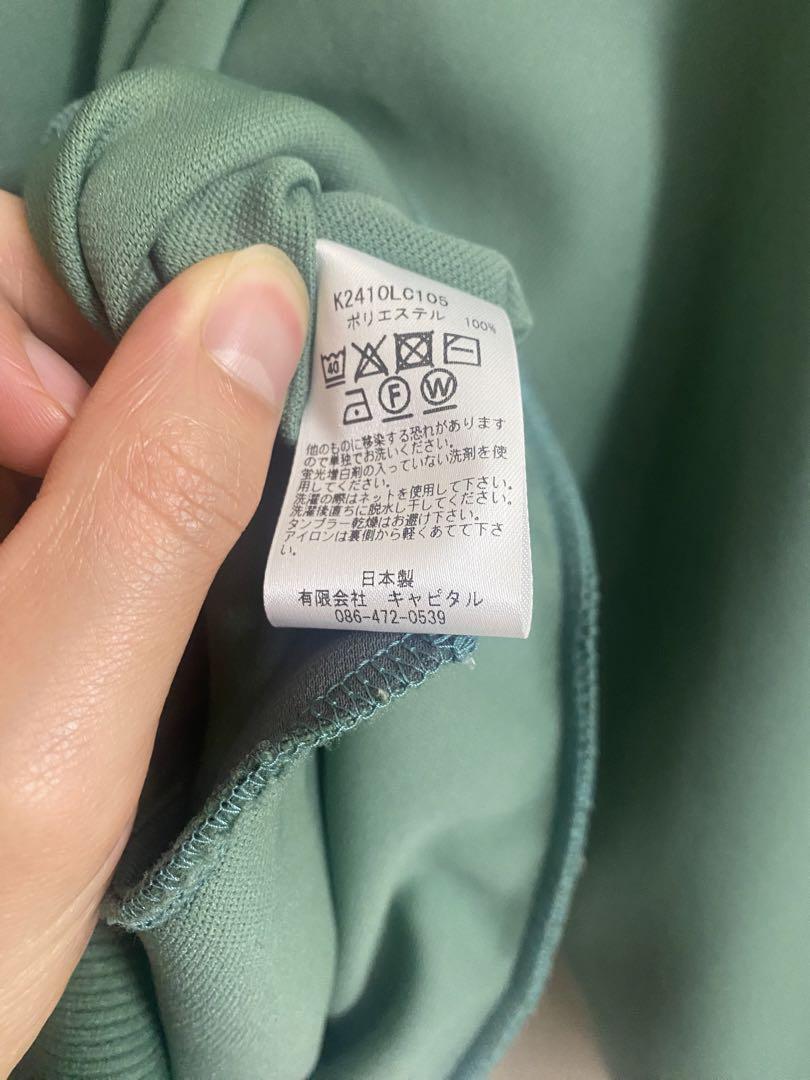 K2410LC105
ポリエステル 100%
40
F W
他のものに移染する恐れがあります
ので単独でお洗いください。
蛍光増白剤の入っていない洗剤を使
用してください。
洗濯の際はネットを使用して下さい。
洗濯後直ちに脱水し干してください。
タンブラー乾燥はお避け下さい。
アイロンは裏側から軽くあてて下さ
い。
日本製
有限会社 キャピタル
086-472-0539